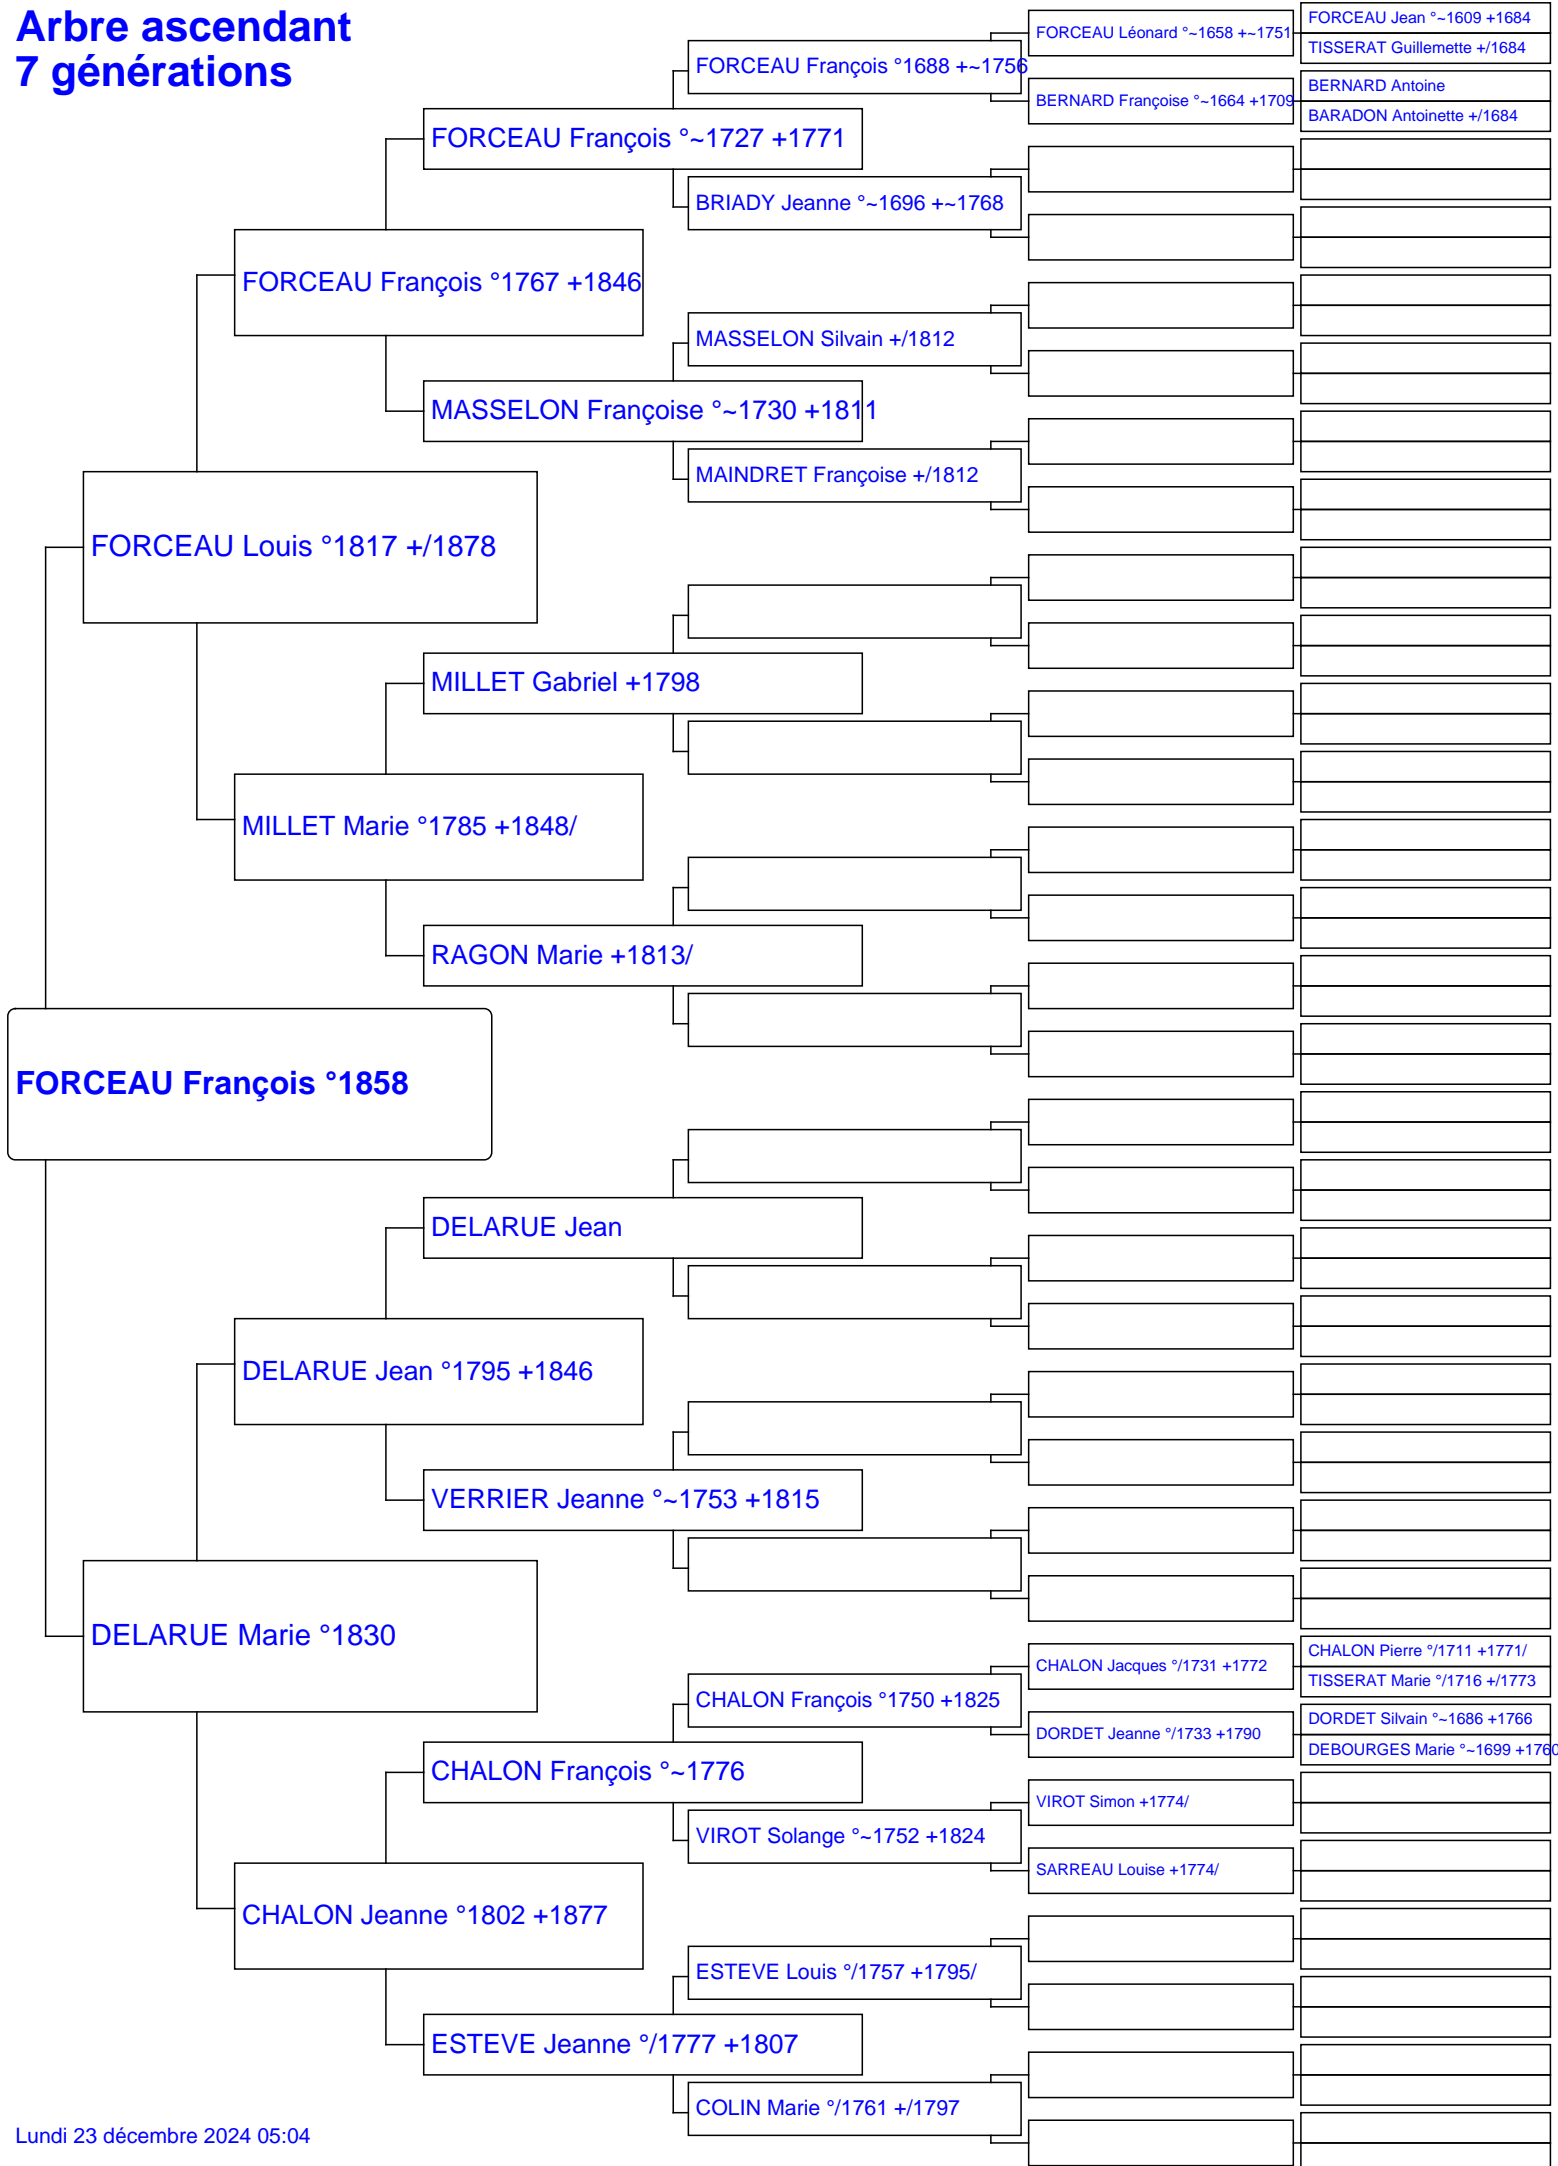 Arbre ascendant
7 générations
FORCEAU François °1858
FORCEAU Louis °1817 +/1878
DELARUE Marie °1830
FORCEAU François °1767 +1846
MILLET Marie °1785 +1848/
DELARUE Jean °1795 +1846
CHALON Jeanne °1802 +1877
FORCEAU François °~1727 +1771
MASSELON Françoise °~1730 +1811
MILLET Gabriel +1798
RAGON Marie +1813/
DELARUE Jean
VERRIER Jeanne °~1753 +1815
CHALON François °~1776
ESTEVE Jeanne °/1777 +1807
FORCEAU François °1688 +~1756
BRIADY Jeanne °~1696 +~1768
MASSELON Silvain +/1812
MAINDRET Françoise +/1812
CHALON François °1750 +1825
VIROT Solange °~1752 +1824
ESTEVE Louis °/1757 +1795/
COLIN Marie °/1761 +/1797
FORCEAU Léonard °~1658 +~1751
BERNARD Françoise °~1664 +1709
CHALON Jacques °/1731 +1772
DORDET Jeanne °/1733 +1790
VIROT Simon +1774/
SARREAU Louise +1774/
FORCEAU Jean °~1609 +1684
TISSERAT Guillemette +/1684
BERNARD Antoine
BARADON Antoinette +/1684
CHALON Pierre °/1711 +1771/
TISSERAT Marie °/1716 +/1773
DORDET Silvain °~1686 +1766
DEBOURGES Marie °~1699 +1760
Lundi 23 décembre 2024 05:04